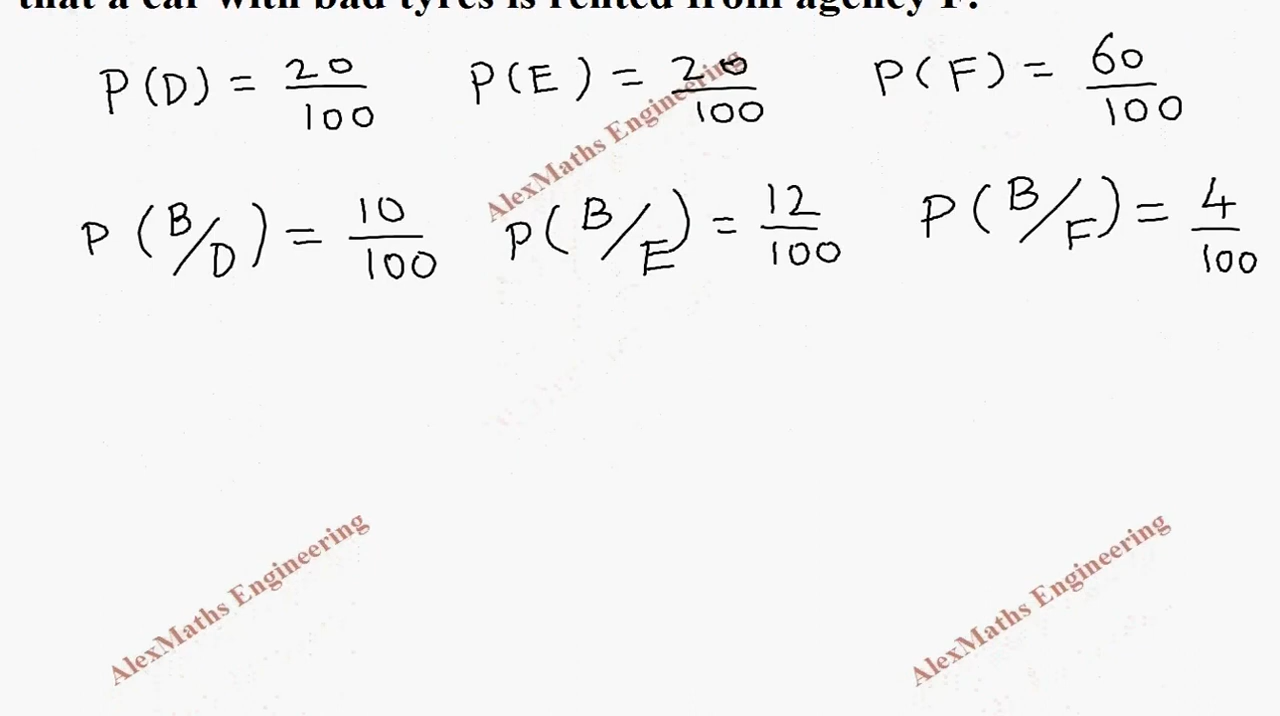 that a car with bad tyres is rented from agency F.
P(D) = 20/100 P(E) = 20/100 P(F) = 60/100
P(B/D) = 10/100 P(B/E) = 12/100 P(B/F) = 4/100
AlexMaths Engineering
AlexMaths Engineering
AlexMaths Engineering